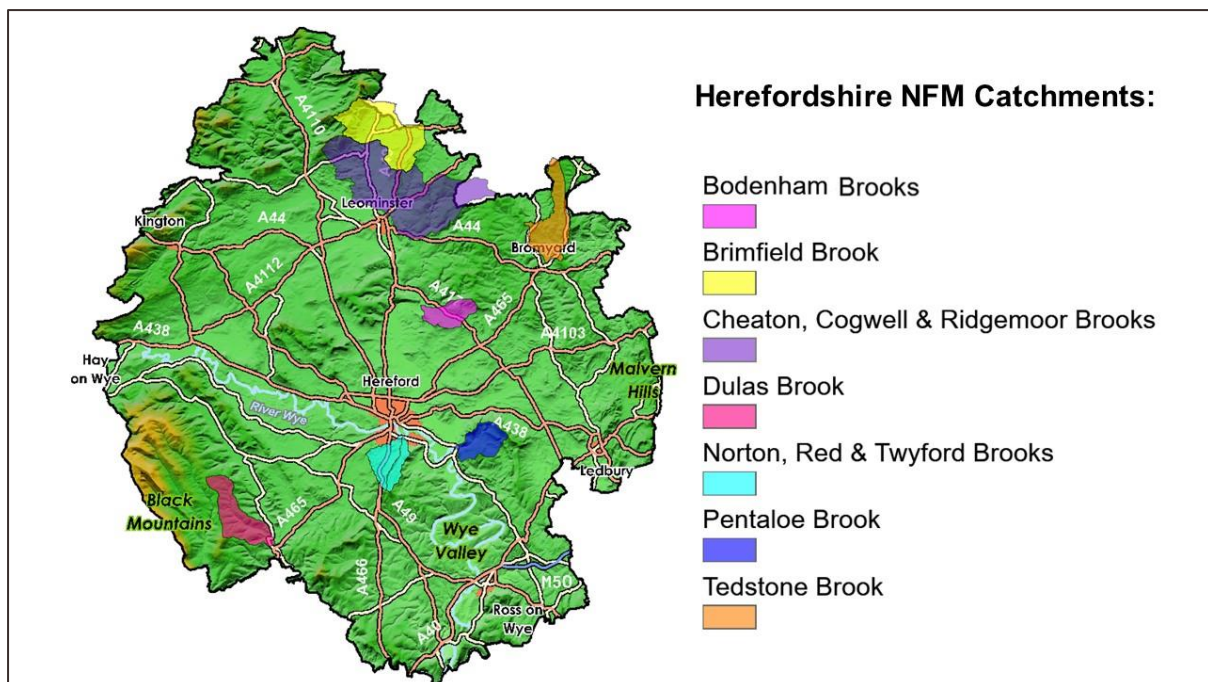 Herefordshire NFM Catchments:
Bodenham Brooks
Brimfield Brook
Cheaton, Cogwell & Ridgemoor Brooks
Dulas Brook
Norton, Red & Twyford Brooks
Pentaloe Brook
Tedstone Brook
A4110
Leominster
Kington
A44
A44
Bromyard
A4112
A465
A438
A4103
Hay
on Wye
Hereford
Malvern
Hills
River Wye
A438
Ledbury
Black
Mountains
A465
A49
Wye
Valley
A466
M50
Ross on
Wye
A49